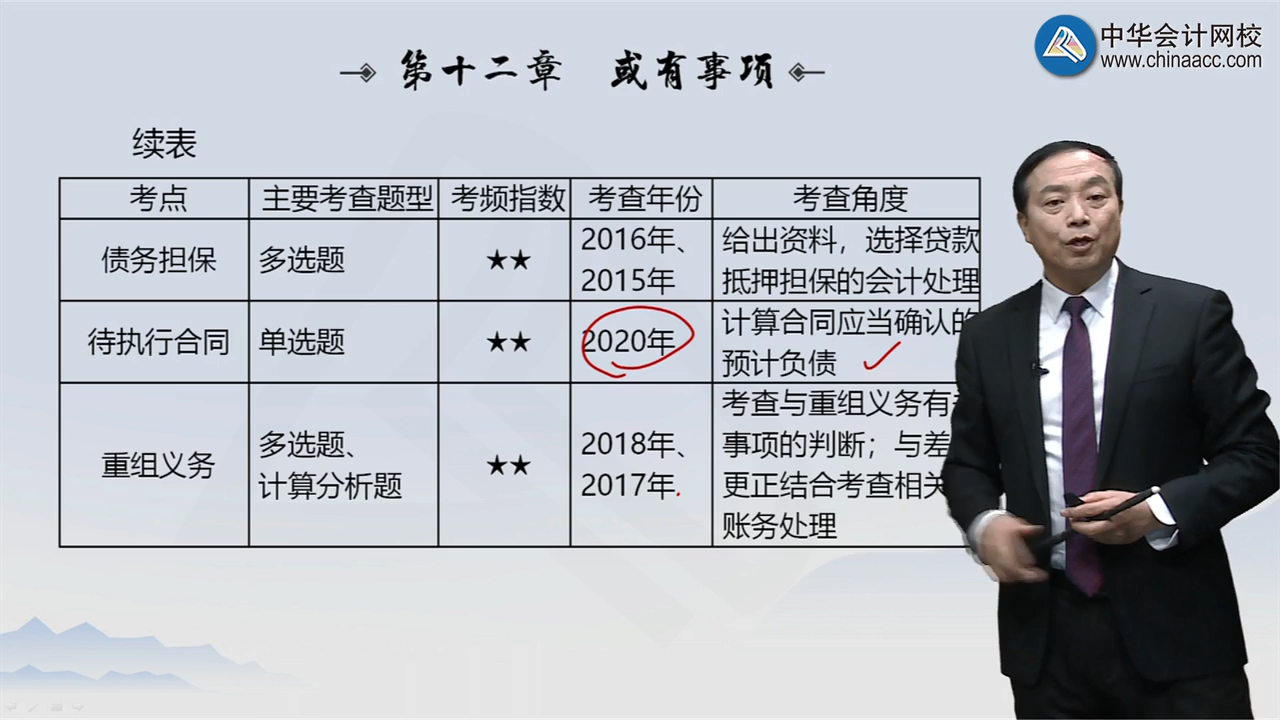 中华会计网校
www.chinaacc.com
第十二章 或有事项
续表
考点 主要考查题型 考频指数 考查年份 考查角度
债务担保 多选题 ★★ 2016年、 给出资料，选择贷款
2015年 抵押担保的会计处理
待执行合同 单选题 ★★ 2020年 计算合同应当确认的
预计负债
重组义务 多选题、 ★★ 2018年、 考查与重组义务有
计算分析题 2017年 事项的判断；与差
更正结合考查相关
账务处理